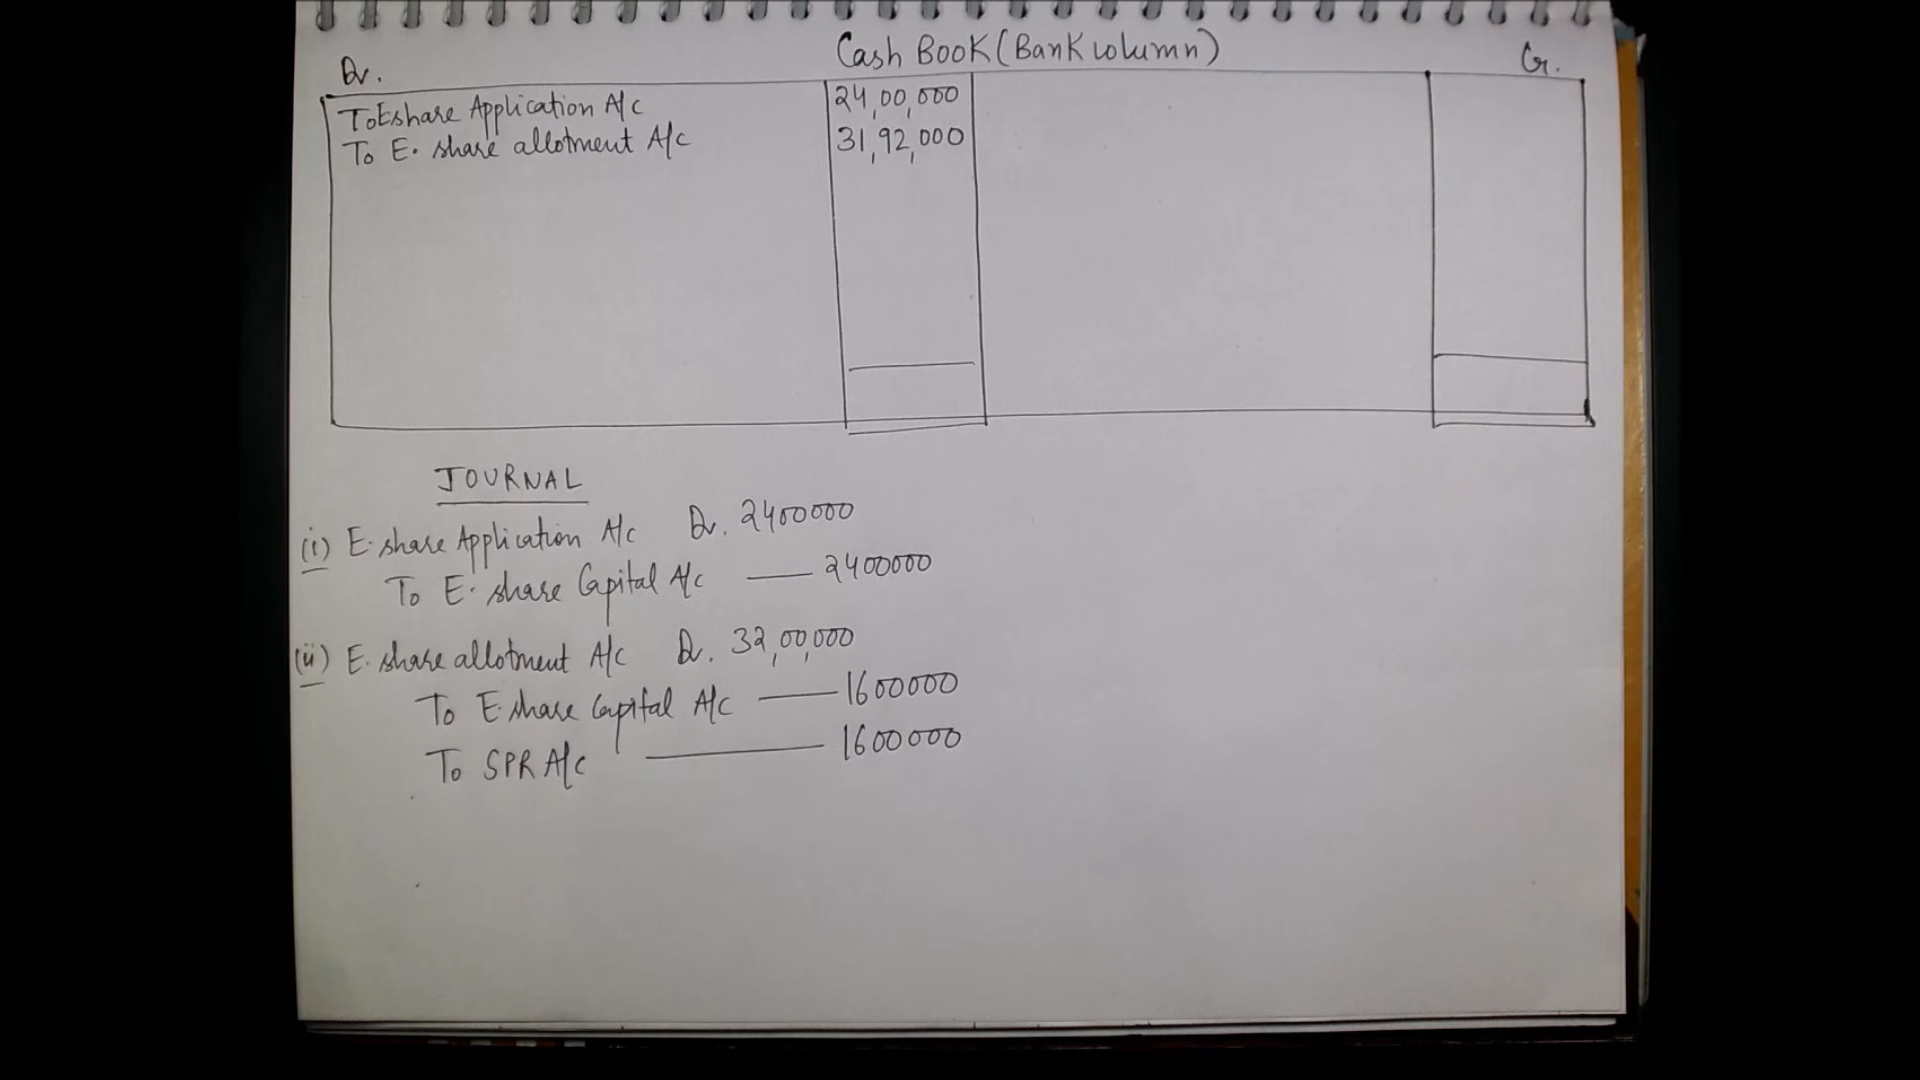 Cash Book (Bank column)
Dr. Cr.
To E share Application A/c 24,00,000
To E. share allotment A/c 31,92,000
JOURNAL
(i) E. share Application A/c Dr. 2400000
To E. share Capital A/c — 2400000
(ii) E. share allotment A/c Dr. 32,00,000
To E. share Capital A/c — 1600000
To SPR A/c — 1600000